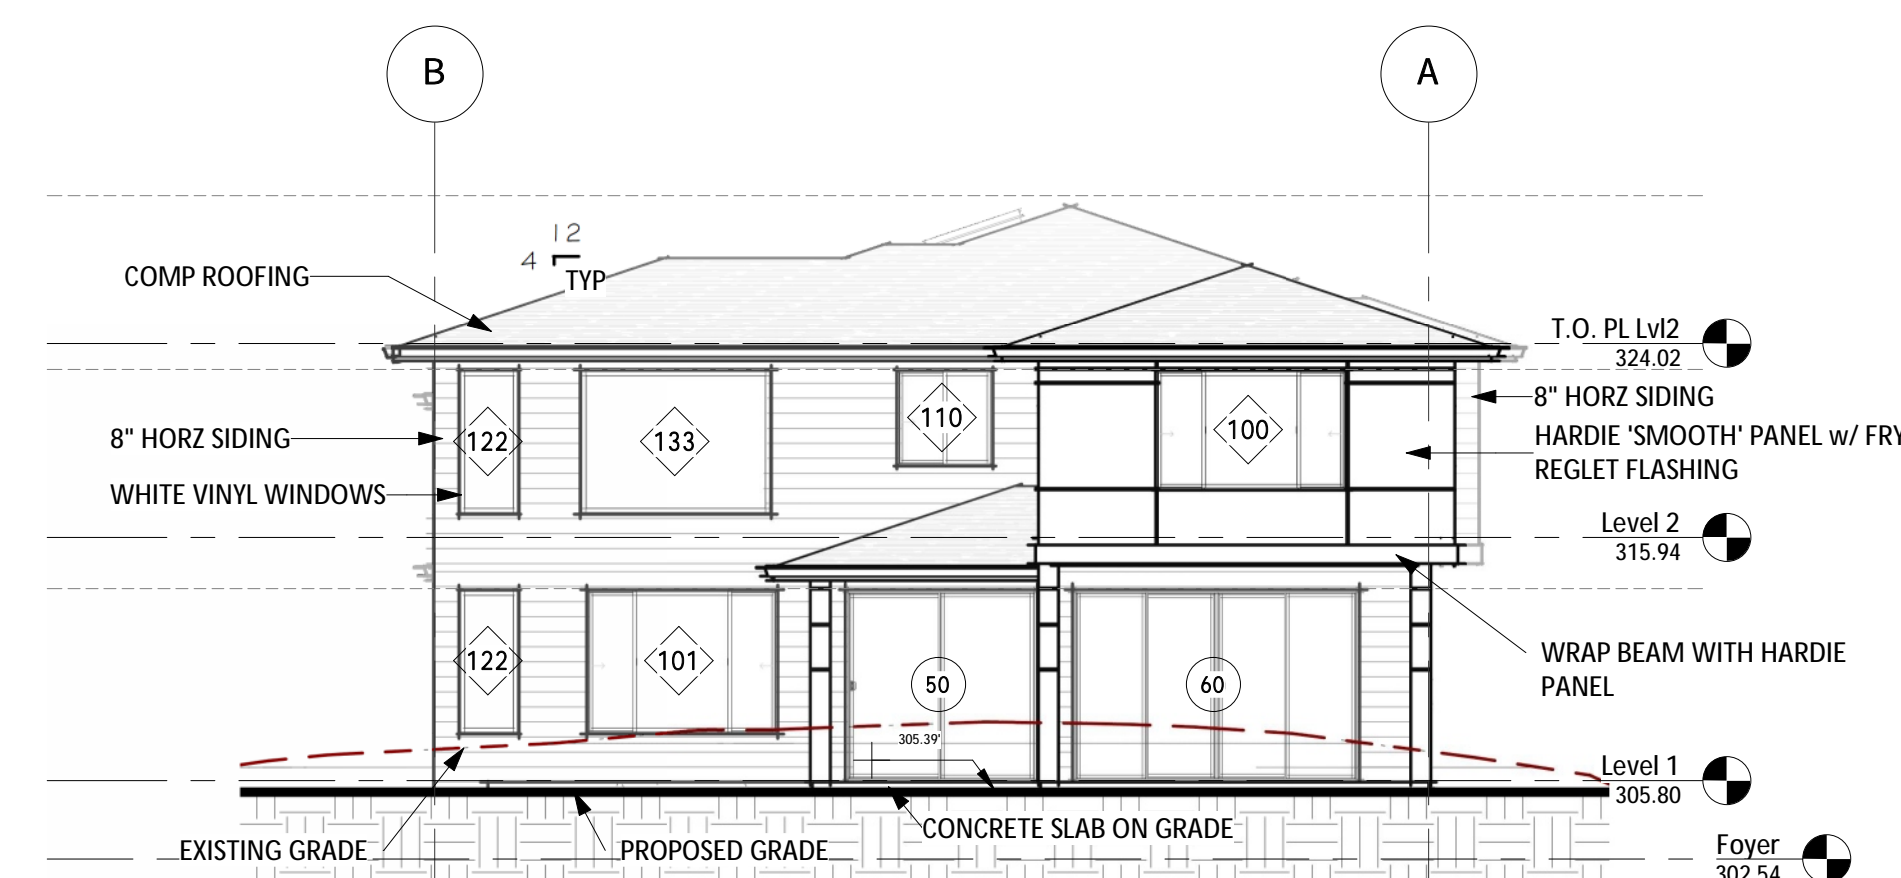 B
A
12
4
TYP
COMP ROOFING
T.O. PL Lvl2
324.02
8" HORZ SIDING
8" HORZ SIDING
HARDIE 'SMOOTH' PANEL w/ FRY
REGLET FLASHING
122
133
110
100
WHITE VINYL WINDOWS
Level 2
315.94
122
101
50
60
WRAP BEAM WITH HARDIE
PANEL
305.39'
Level 1
305.80
CONCRETE SLAB ON GRADE
EXISTING GRADE
PROPOSED GRADE
Foyer
302.54